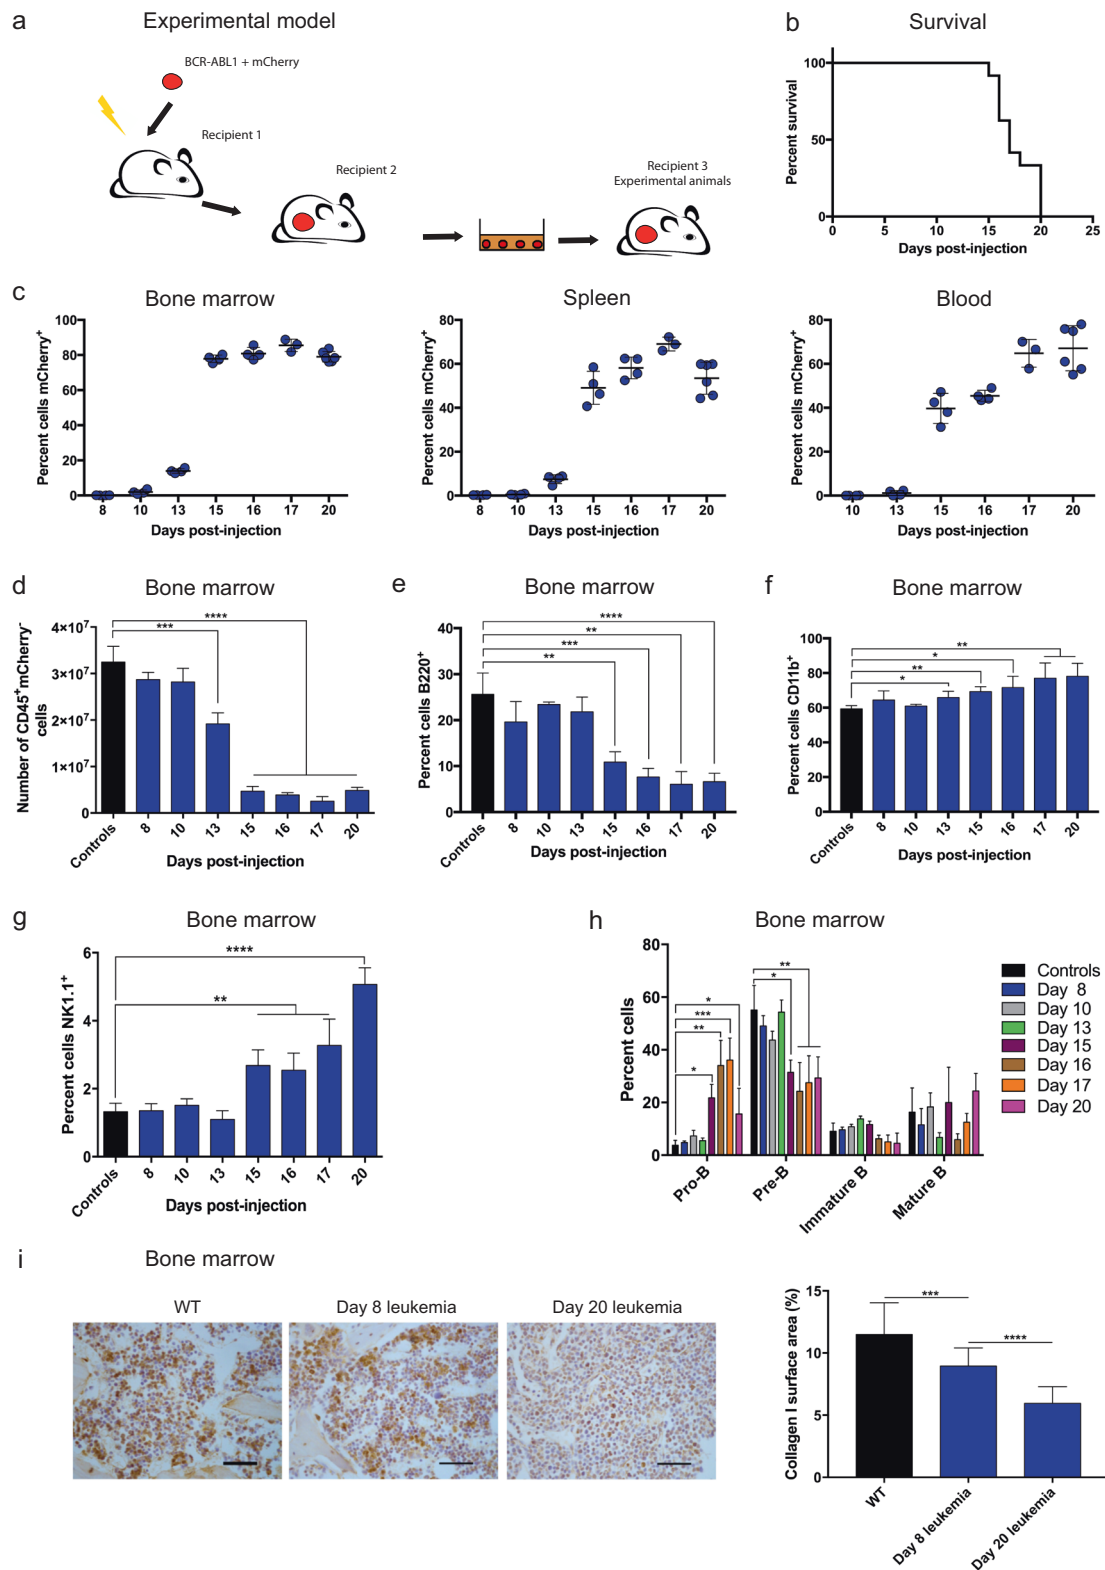 a
Experimental model
BCR-ABL1 + mCherry
Recipient 1
Recipient 2
Recipient 3
Experimental animals
b
Survival
Percent survival
100
50
0
0 5 10 15 20 25
Days post-injection
c
Bone marrow
Percent cells mCherry+
100
80
60
40
20
0
8 10 13 15 16 17 20
Days post-injection
Spleen
Percent cells mCherry+
80
60
40
20
0
8 10 13 15 16 17 20
Days post-injection
Blood
Percent cells mCherry+
80
60
40
20
0
10 13 15 16 17 20
Days post-injection
d
Bone marrow
Number of CD45+mCherry-
cells
4×10⁷
3×10⁷
2×10⁷
1×10⁷
0
****
***
Controls 8 10 13 15 16 17 20
Days post-injection
e
Bone marrow
Percent cells B220+
40
30
20
10
0
****
**
***
**
Controls 8 10 13 15 16 17 20
Days post-injection
f
Bone marrow
Percent cells CD11b+
100
80
60
40
20
0
**
*
**
*
Controls 8 10 13 15 16 17 20
Days post-injection
g
Bone marrow
Percent cells NK1.1+
6
4
2
0
****
**
Controls 8 10 13 15 16 17 20
Days post-injection
h
Bone marrow
Percent cells
80
60
40
20
0
*
***
**
*
**
*
Pro-B Pre-B Immature B Mature B
Controls
Day 8
Day 10
Day 13
Day 15
Day 16
Day 17
Day 20
i
Bone marrow
WT
Day 8 leukemia
Day 20 leukemia
Collagen I surface area (%)
15
10
5
0
***
****
WT
Day 8 leukemia
Day 20 leukemia